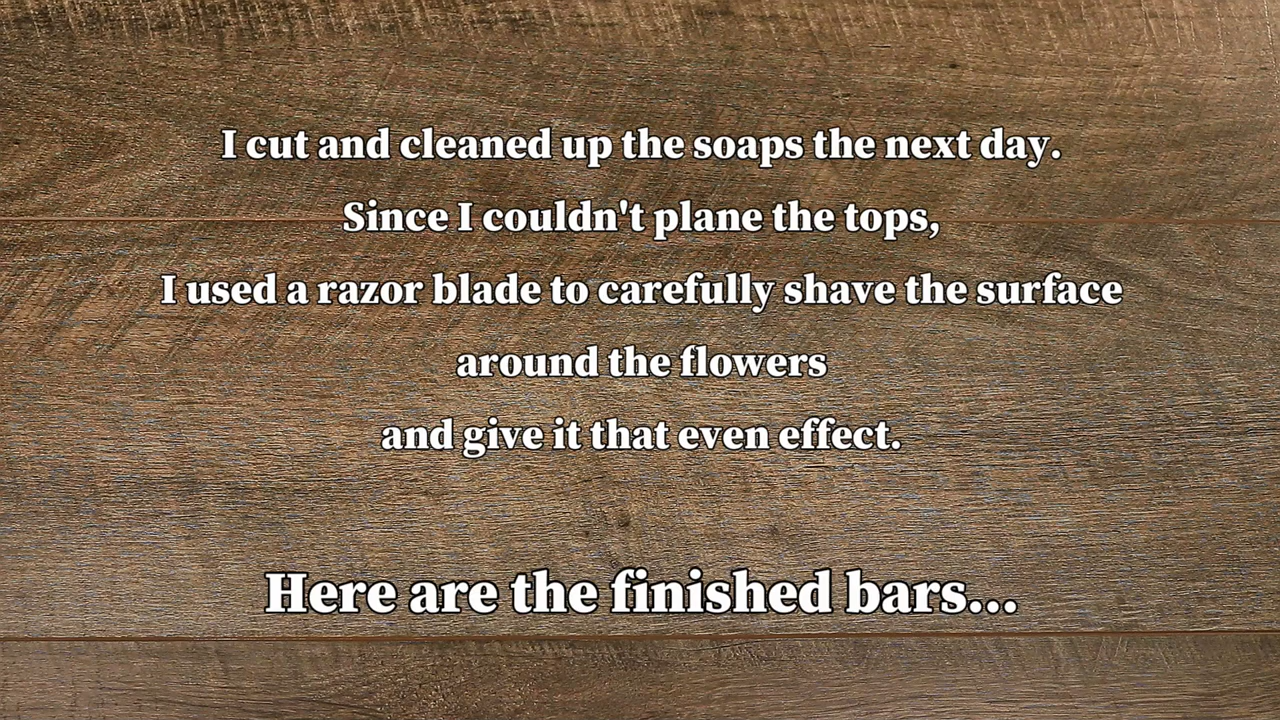 I cut and cleaned up the soaps the next day.
Since I couldn't plane the tops,
I used a razor blade to carefully shave the surface
around the flowers
and give it that even effect.
Here are the finished bars...